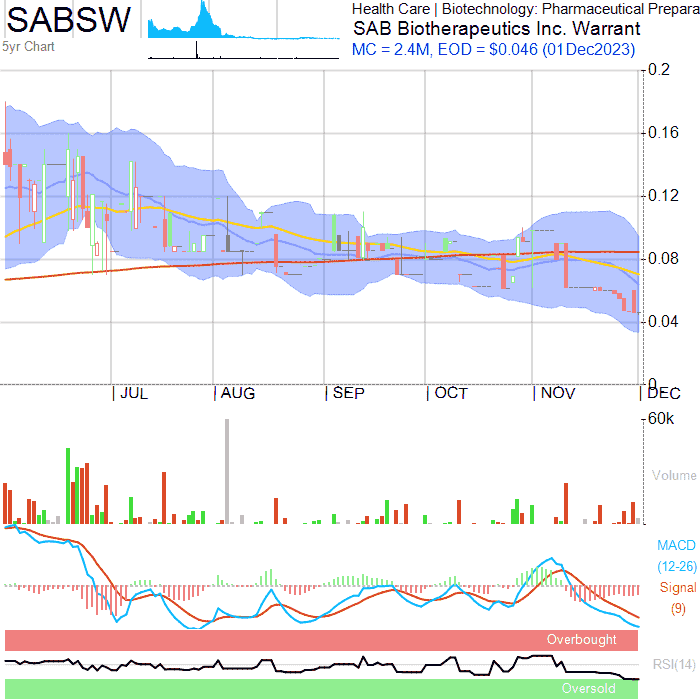 SABSW
5yr Chart
Health Care | Biotechnology: Pharmaceutical Prepara
SAB Biotherapeutics Inc. Warrant
MC = 2.4M, EOD = $0.046 (01Dec2023)
0.2
0.16
0.12
0.08
0.04
0
JUL AUG SEP OCT NOV DEC
60k
Volume
MACD
(12-26)
Signal
(9)
Overbought
RSI(14)
Oversold